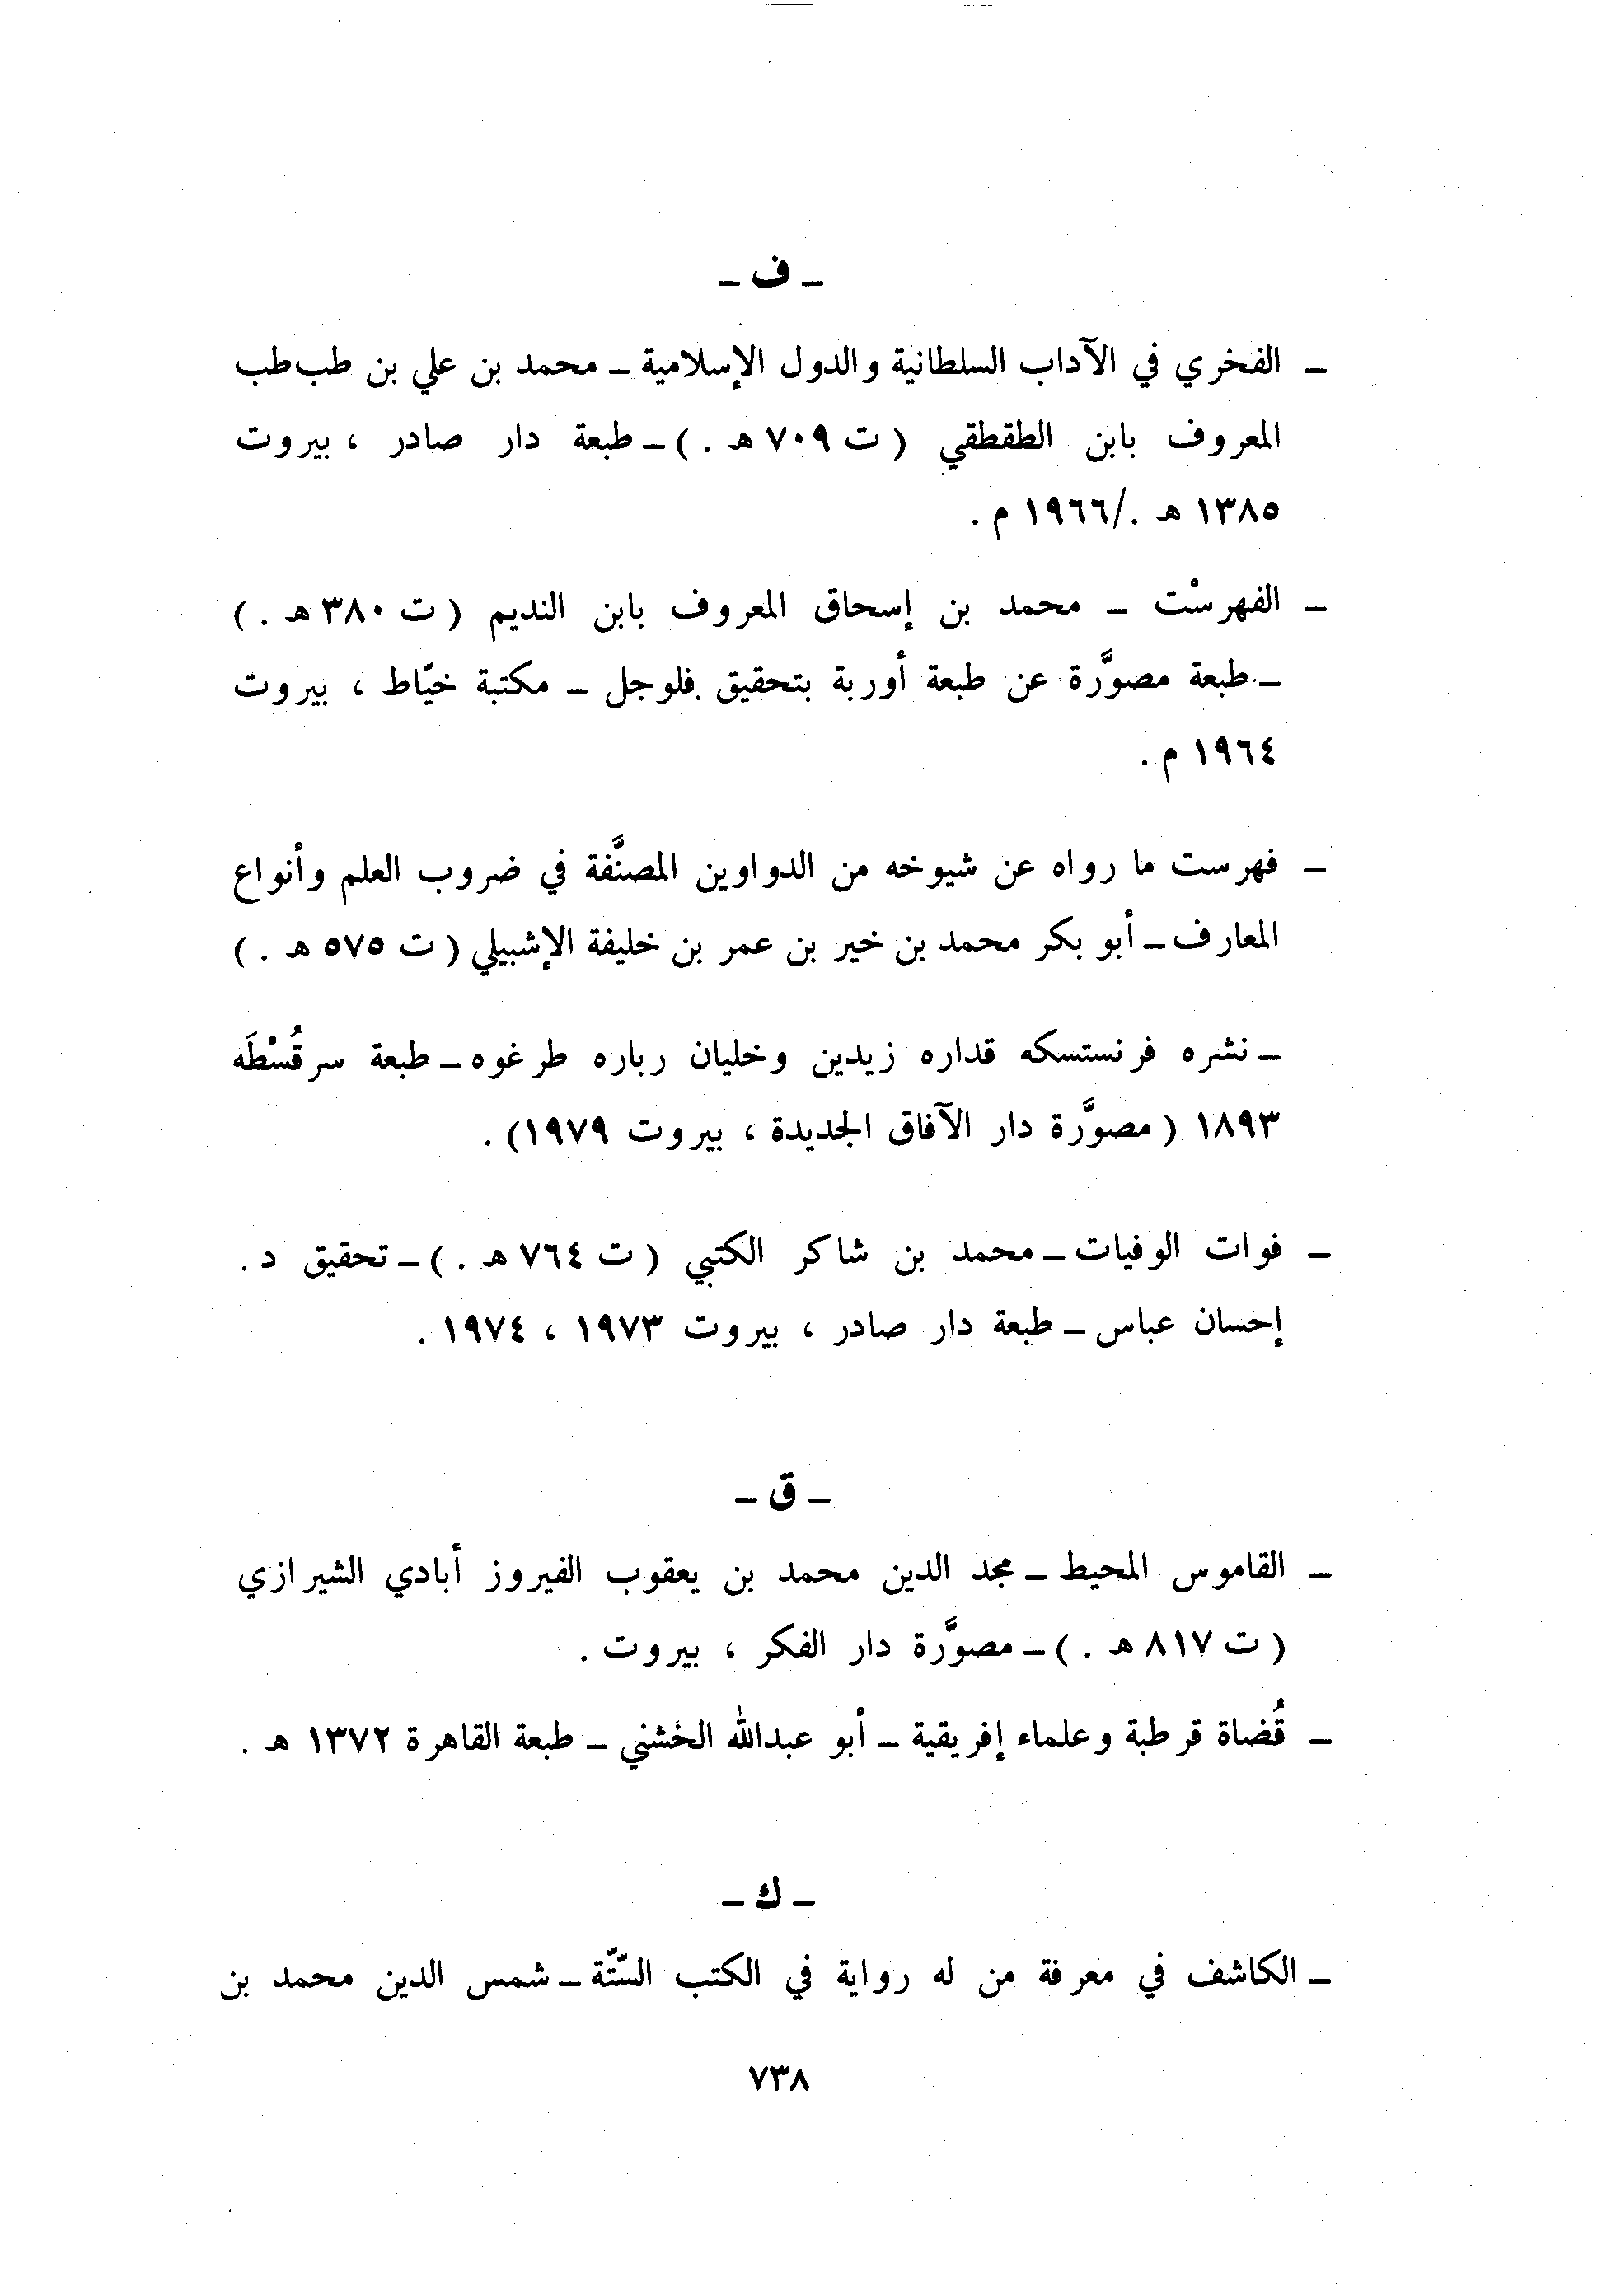 ـ ف ـ
ـ الفخري في الآداب السلطانية والدول الإسلامية ـ محمد بن علي بن طب طب
المعروف بابن الطقطقي ( ت ٧٠٩ هـ . ) ـ طبعة دار صادر ، بيروت
١٣٨٥ هـ ./١٩٦٦ م .
ـ الفهرسْت ـ محمد بن إسحاق المعروف بابن النديم ( ت ٣٨٠ هـ . )
ـ طبعة مصوَّرة عن طبعة أوربة بتحقيق فلوجل ـ مكتبة خيّاط ، بيروت
١٩٦٤ م .
ـ فهرست ما رواه عن شيوخه من الدواوين المصنَّفة في ضروب العلم وأنواع
المعارف ـ أبو بكر محمد بن خير بن عمر بن خليفة الإشبيلي ( ت ٥٧٥ هـ . )
ـ نشره فرنستسكه قداره زيدين وخليان رباره طرغوه ـ طبعة سرقُسْطَه
١٨٩٣ ( مصوَّرة دار الآفاق الجديدة ، بيروت ١٩٧٩) .
ـ فوات الوفيات ـ محمد بن شاكر الكتبي ( ت ٧٦٤ هـ . ) ـ تحقيق د .
إحسان عباس ـ طبعة دار صادر ، بيروت ١٩٧٣ ، ١٩٧٤ .
ـ ق ـ
ـ القاموس المحيط ـ مجد الدين محمد بن يعقوب الفيروز أبادي الشيرازي
( ت ٨١٧ هـ . ) ـ مصوَّرة دار الفكر ، بيروت .
ـ قُضاة قرطبة وعلماء إفريقية ـ أبو عبدالله الخشني ـ طبعة القاهرة ١٣٧٢ هـ .
ـ ك ـ
ـ الكاشف في معرفة من له رواية في الكتب السّتّة ـ شمس الدين محمد بن
٧٣٨